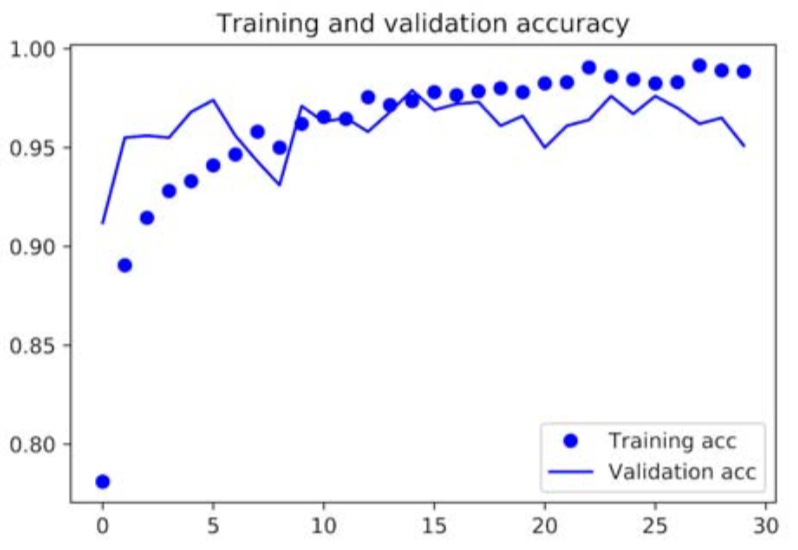 Training and validation accuracy
1.00
0.95
0.90
0.85
0.80
Training acc
Validation acc
0 5 10 15 20 25 30